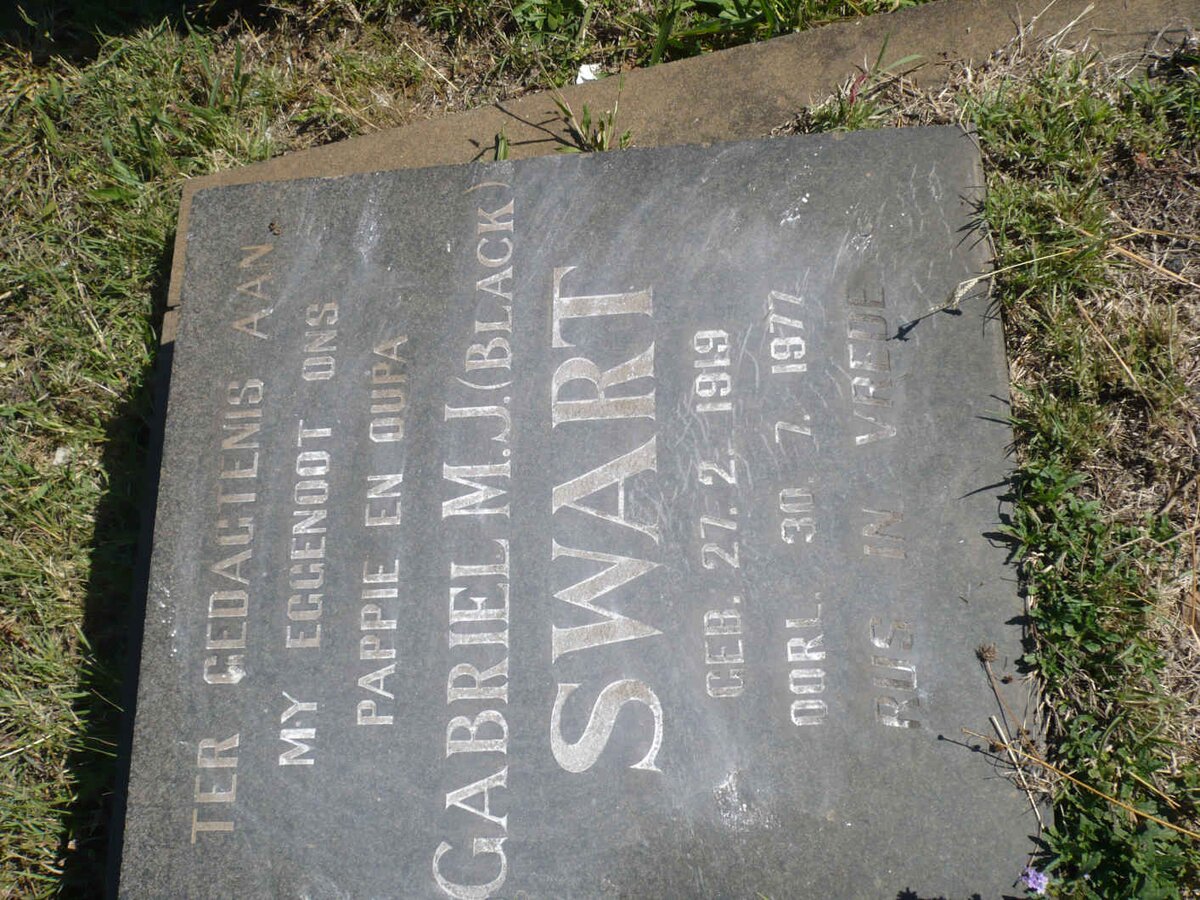 TER GEDAGTENIS AAN
MY EGGENOOT ONS
PAPPIE EN OUPA
GABRIEL M.J. (BLACK)
SWART
GEB. 27. 2. 1919
OORL. 30. 7. 1977
RUS IN VREDE